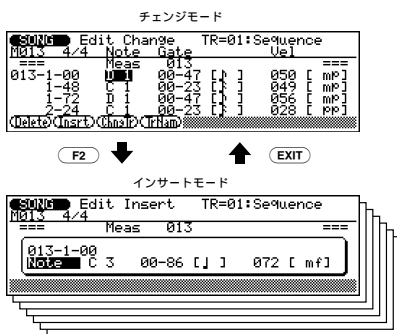 チェンジモード
SONG Edit Change TR=01:Sequence
M013 4/4 Note Gate Vel
=== Meas 013 ===
013-1-00 D 1 00-47 [♪ ] 050 [ mp]
1-48 C 1 00-23 [ ] 049 [ mp]
1-72 D 1 00-47 [♪ ] 056 [ mp]
2-24 C 1 00-23 [ ] 028 [ pp]
(Delete)(Insrt)(ChngTr)(TrNam)
F2 EXIT
インサートモード
SONG Edit Insert TR=01:Sequence
M013 4/4
=== Meas 013 ===
013-1-00
Note C 3 00-86 [♩ ] 072 [ mf]